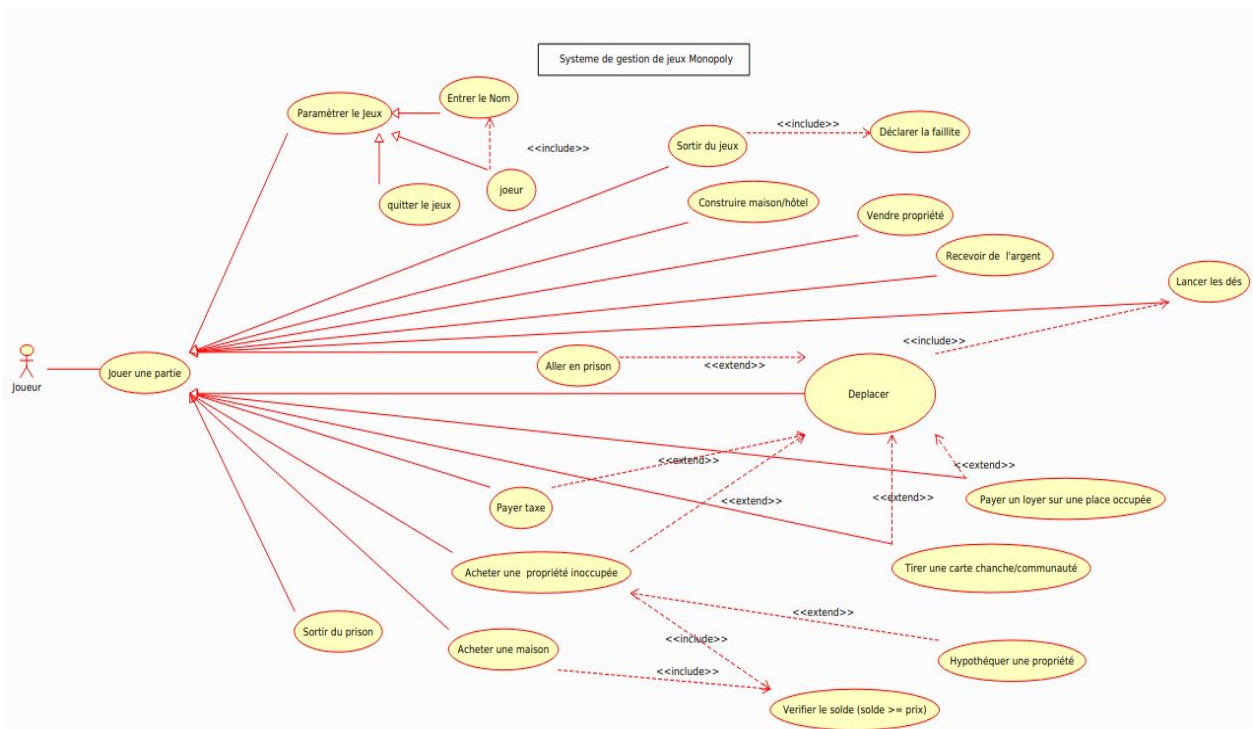 Systeme de gestion de jeux Monopoly
Entrer le Nom
Paramètrer le Jeux
<<include>>
Déclarer la faillite
Sortir du jeux
<<include>>
joeur
quitter le jeux
Construire maison/hôtel
Vendre propriété
Recevoir de l'argent
Lancer les dés
<<include>>
Aller en prison
<<extend>>
Jouer une partie
Joueur
Deplacer
<<extend>>
<<extend>>
<<extend>>
<<extend>>
Payer un loyer sur une place occupée
Payer taxe
Acheter une propriété inoccupée
Tirer une carte chanche/communauté
<<extend>>
Sortir du prison
<<include>>
Acheter une maison
Hypothéquer une propriété
<<include>>
Verifier le solde (solde >= prix)